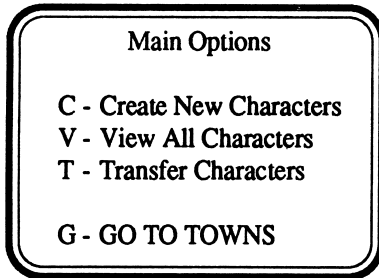 Main Options
C - Create New Characters
V - View All Characters
T - Transfer Characters
G - GO TO TOWNS